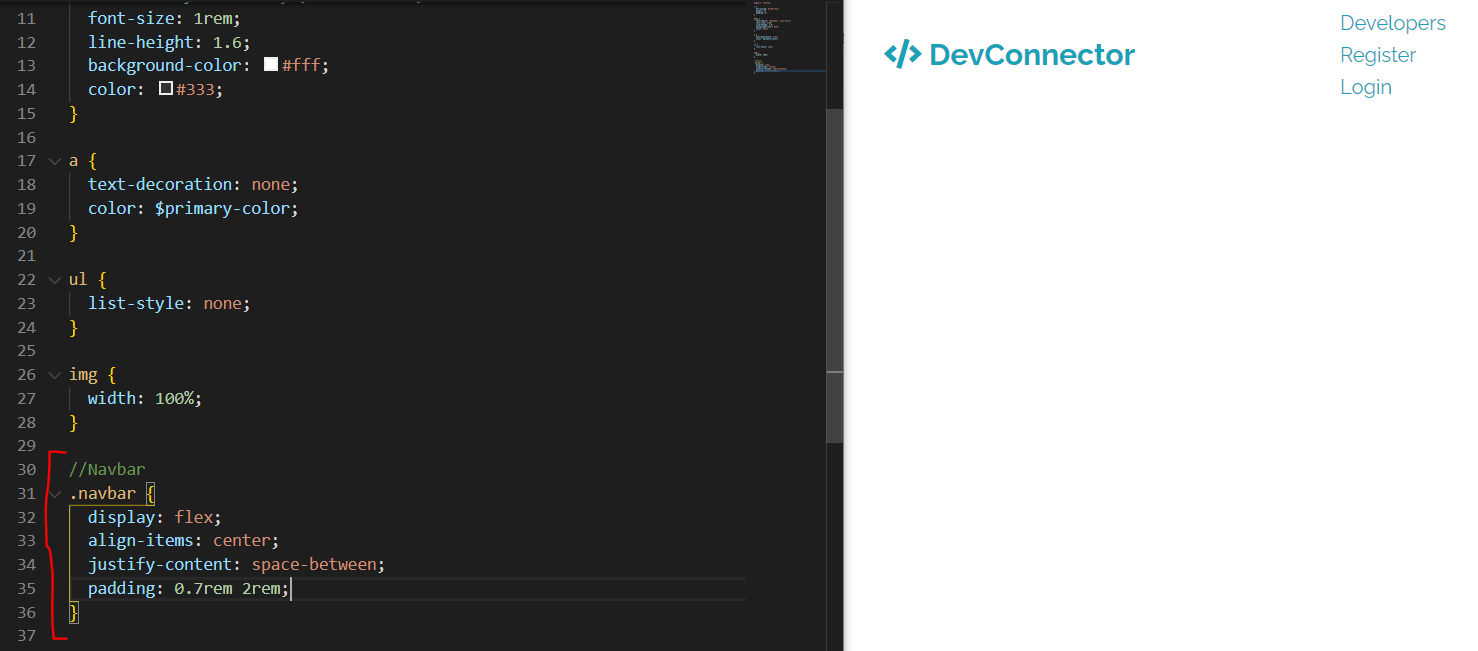 11 font-size: 1rem;
12 line-height: 1.6;
13 background-color: #fff;
14 color: #333;
15 }
16
17 a {
18 text-decoration: none;
19 color: $primary-color;
20 }
21
22 ul {
23 list-style: none;
24 }
25
26 img {
27 width: 100%;
28 }
29
30 //Navbar
31 .navbar {
32 display: flex;
33 align-items: center;
34 justify-content: space-between;
35 padding: 0.7rem 2rem;
36 }
37
</> DevConnector
Developers
Register
Login